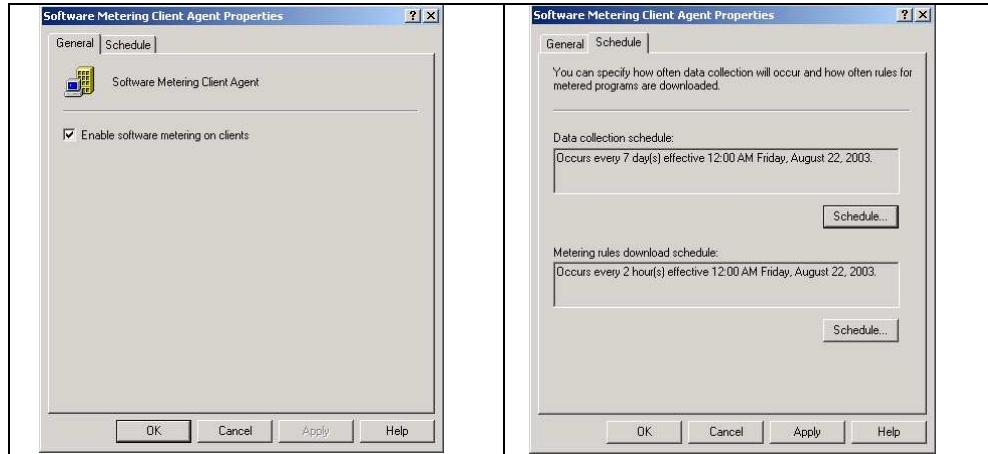 Software Metering Client Agent Properties
General
Schedule
Software Metering Client Agent
Enable software metering on clients
OK
Cancel
Apply
Help
Software Metering Client Agent Properties
General
Schedule
You can specify how often data collection will occur and how often rules for
metered programs are downloaded.
Data collection schedule:
Occurs every 7 day(s) effective 12:00 AM Friday, August 22, 2003.
Schedule...
Metering rules download schedule:
Occurs every 2 hour(s) effective 12:00 AM Friday, August 22, 2003.
Schedule...
OK
Cancel
Apply
Help